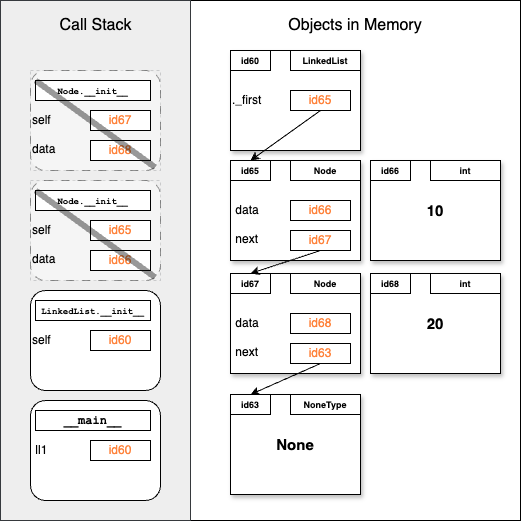 Call Stack
Node.__init__
self id67
data id68
Node.__init__
self id65
data id66
LinkedList.__init__
self id60
__main__
ll1 id60
Objects in Memory
id60 LinkedList
._first id65
id65 Node
data id66
next id67
id66 int
10
id67 Node
data id68
next id63
id68 int
20
id63 NoneType
None